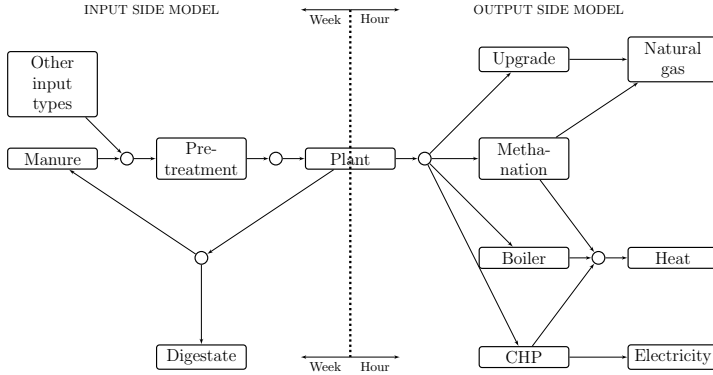 INPUT SIDE MODEL
OUTPUT SIDE MODEL
Week
Hour
Other
input
types
Manure
Pre-
treatment
Plant
Upgrade
Natural
gas
Metha-
nation
Boiler
Heat
Digestate
CHP
Electricity
Week
Hour